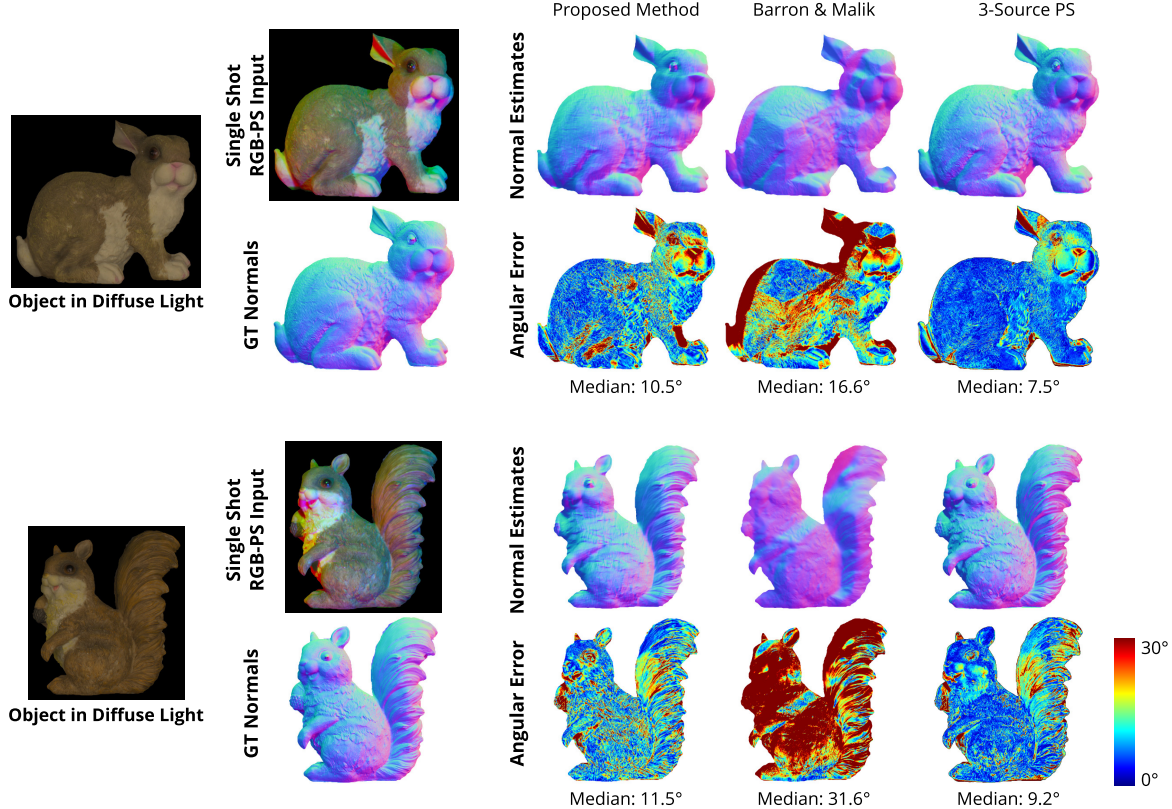 Proposed Method
Barron & Malik
3-Source PS
Single Shot
RGB-PS Input
Normal Estimates
Object in Diffuse Light
GT Normals
Angular Error
Median: 10.5°
Median: 16.6°
Median: 7.5°
Single Shot
RGB-PS Input
Normal Estimates
Object in Diffuse Light
GT Normals
Angular Error
30°
0°
Median: 11.5°
Median: 31.6°
Median: 9.2°